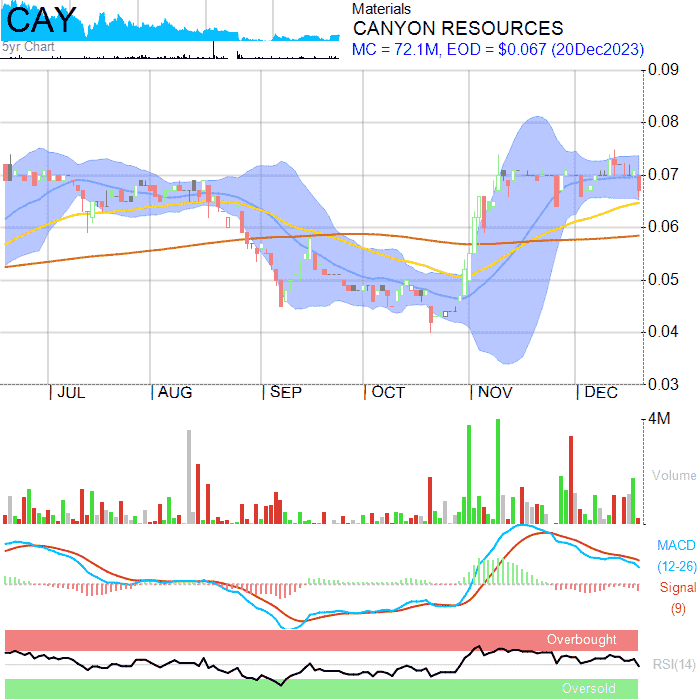 CAY
5yr Chart
Materials
CANYON RESOURCES
MC = 72.1M, EOD = $0.067 (20Dec2023)
0.09
0.08
0.07
0.06
0.05
0.04
0.03
| JUL | AUG | SEP | OCT | NOV | DEC
4M
Volume
MACD
(12-26)
Signal
(9)
Overbought
RSI(14)
Oversold